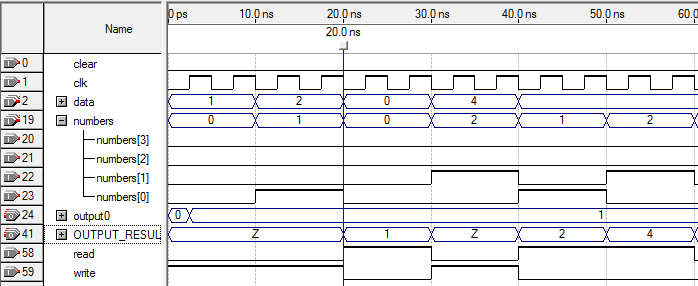 Name
0 ps 10.0 ns 20.0 ns 30.0 ns 40.0 ns 50.0 ns 60.0
20.0 ns
0 clear
1 clk
2 data 1 2 0 4
19 numbers 0 1 0 2 1 2
20 numbers[3]
21 numbers[2]
22 numbers[1]
23 numbers[0]
24 output0 0 1
41 OUTPUT_RESUL Z 1 Z 2 4
58 read
59 write